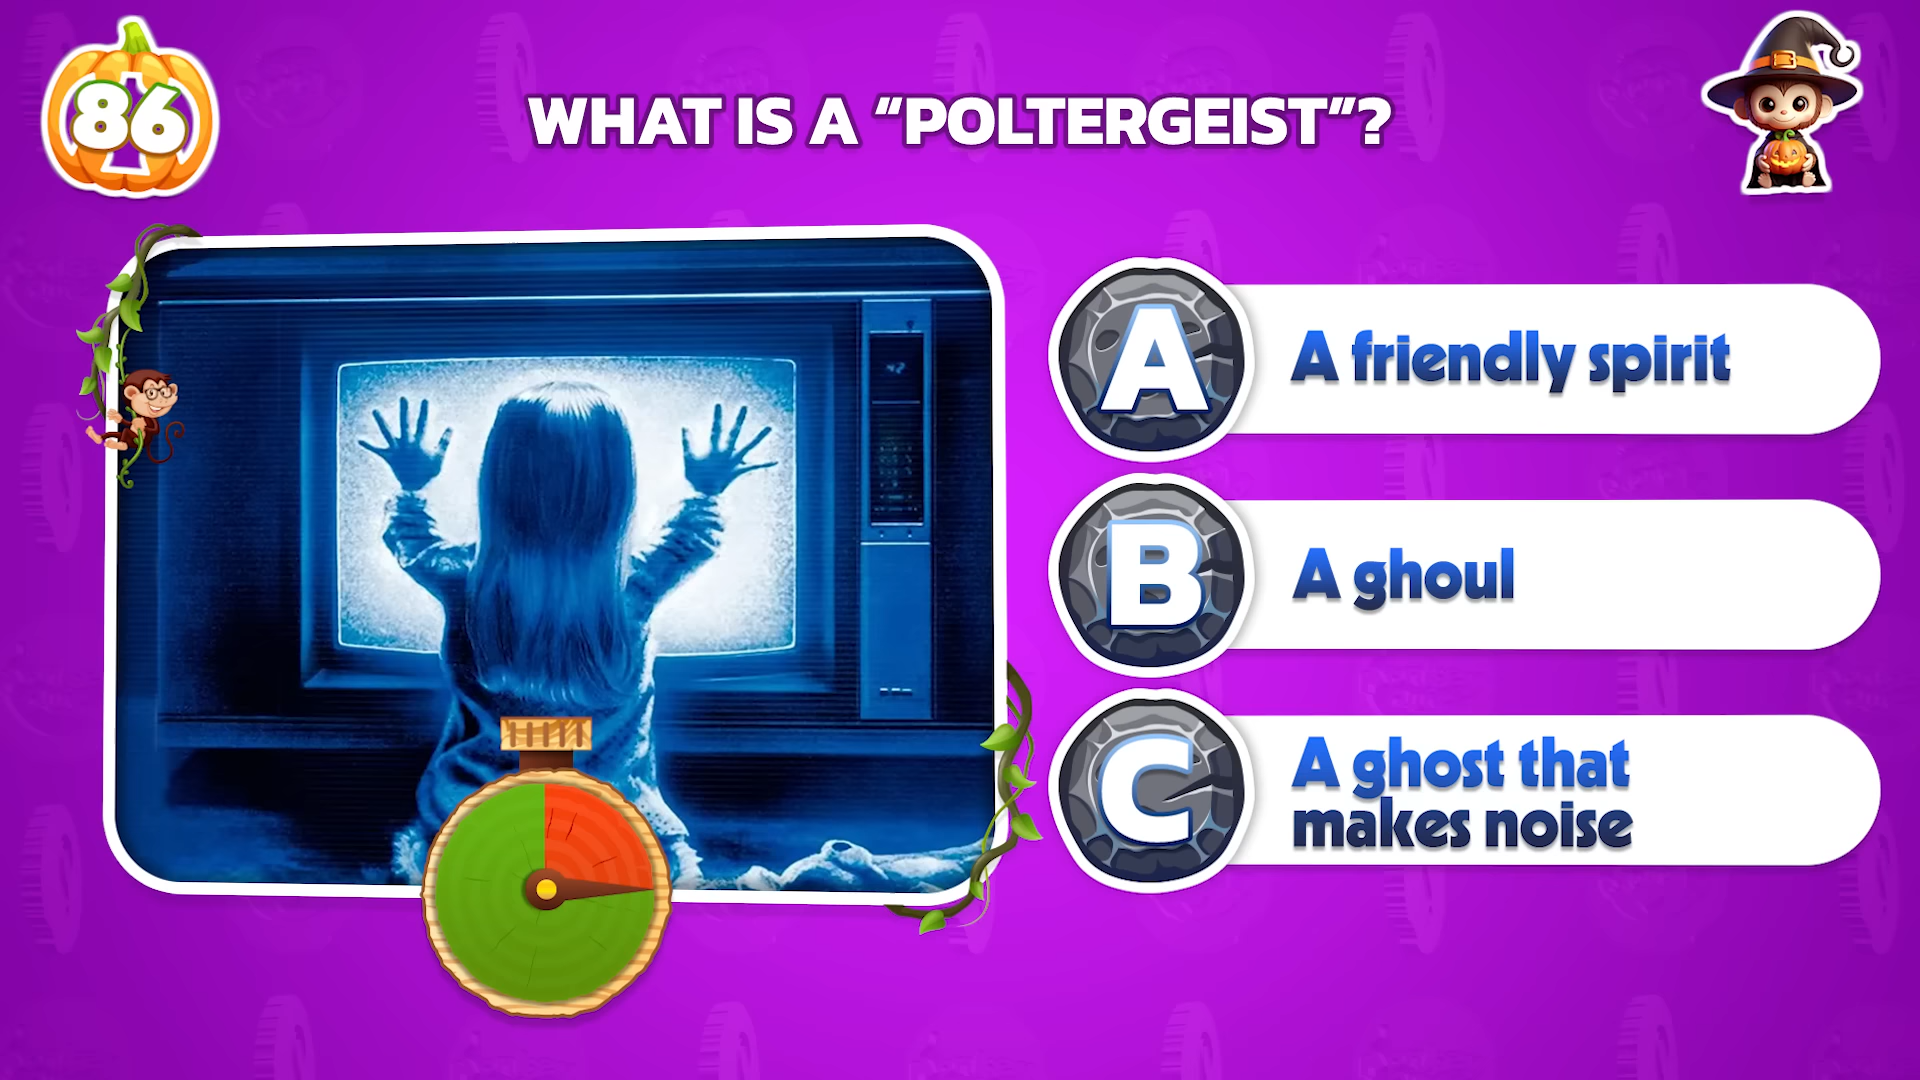 86
WHAT IS A “POLTERGEIST”?
A
A friendly spirit
B
A ghoul
C
A ghost that
makes noise